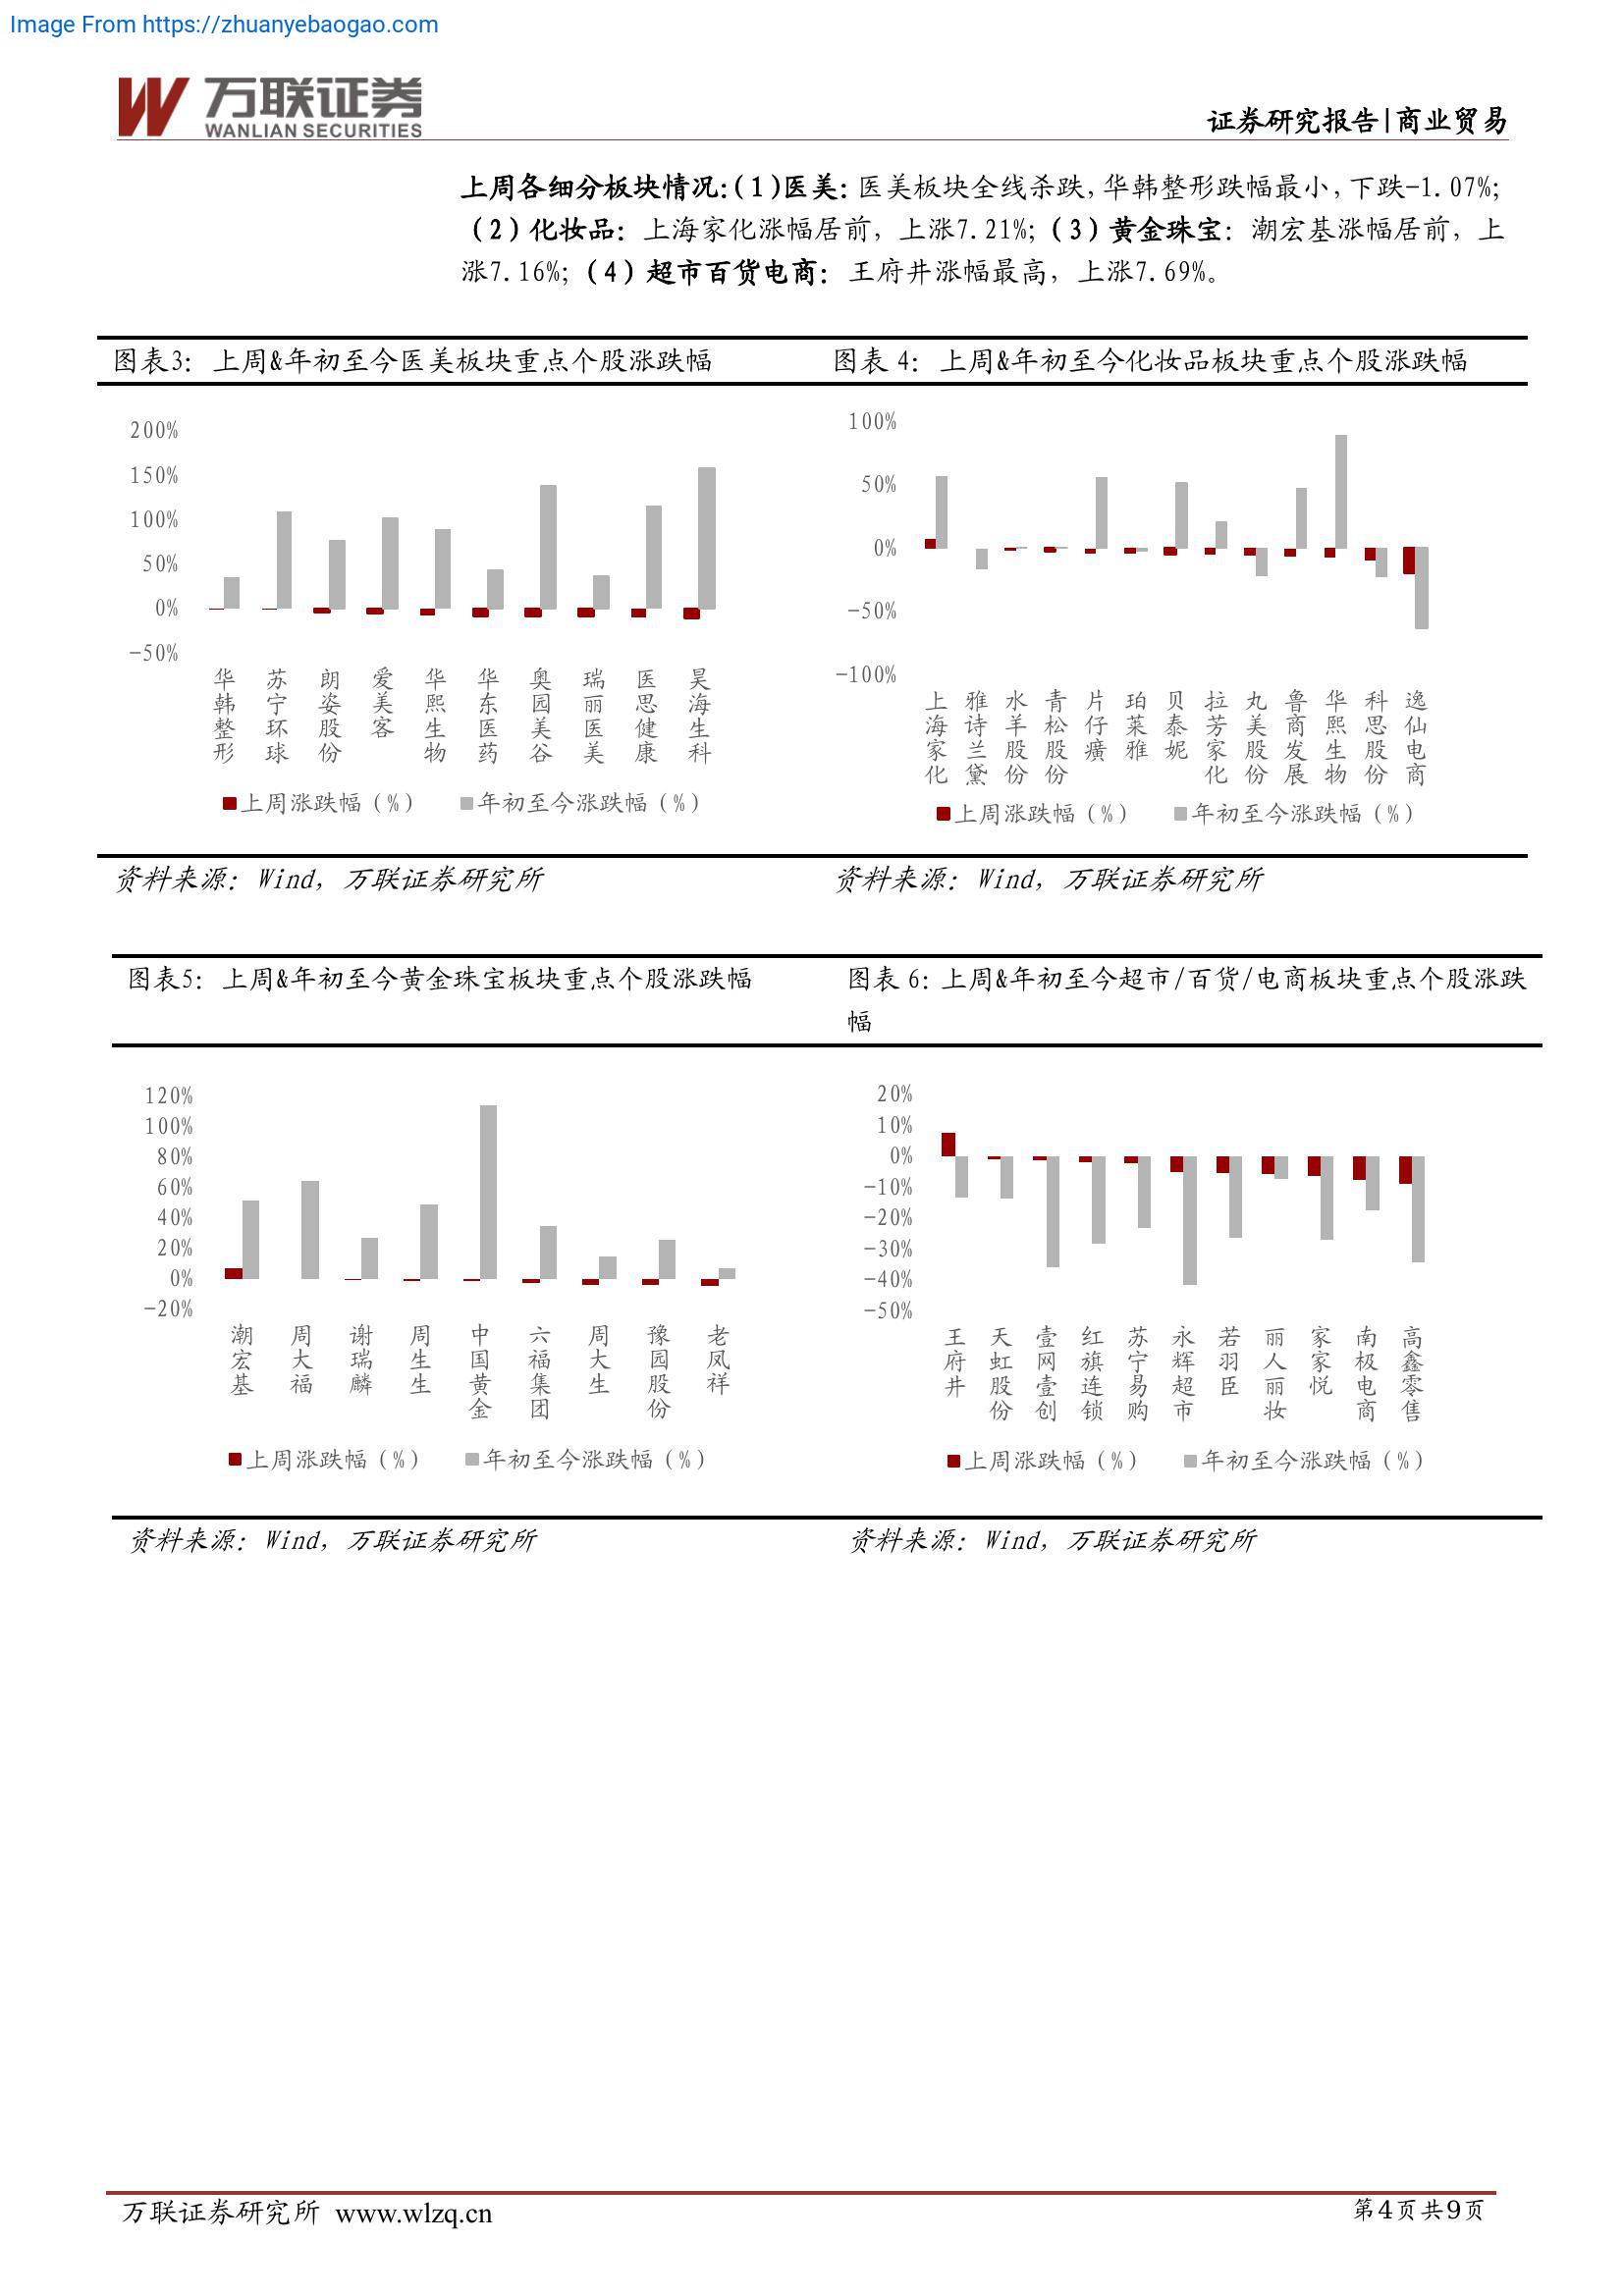 Image From https://zhuanyebaogao.com
万联证券
WANLIAN SECURITIES
证券研究报告|商业贸易
上周各细分板块情况:(1)医美: 医美板块全线杀跌,华韩整形跌幅最小,下跌-1.07%;
(2)化妆品: 上海家化涨幅居前, 上涨7.21%; (3)黄金珠宝: 潮宏基涨幅居前, 上
涨7.16%; (4)超市百货电商: 王府井涨幅最高, 上涨7.69%。
图表3: 上周&年初至今医美板块重点个股涨跌幅
200%
150%
100%
50%
0%
-50%
华韩整形
苏宁环球
朗姿股份
爱美客
华熙生物
华东医药
奥园美谷
瑞丽医美
医思健康
昊海生科
上周涨跌幅(%)
年初至今涨跌幅(%)
资料来源: Wind, 万联证券研究所
图表 4: 上周&年初至今化妆品板块重点个股涨跌幅
100%
50%
0%
-50%
-100%
上海家化
雅诗兰黛
水羊股份
青松股份
片仔癀
珀莱雅
贝泰妮
拉芳家化
丸美股份
鲁商发展
华熙生物
科思股份
逸仙电商
上周涨跌幅(%)
年初至今涨跌幅(%)
资料来源: Wind, 万联证券研究所
图表5: 上周&年初至今黄金珠宝板块重点个股涨跌幅
120%
100%
80%
60%
40%
20%
0%
-20%
潮宏基
周大福
谢瑞麟
周生生
中国黄金
六福集团
周大生
豫园股份
老凤祥
上周涨跌幅(%)
年初至今涨跌幅(%)
资料来源: Wind, 万联证券研究所
图表 6: 上周&年初至今超市/百货/电商板块重点个股涨跌
幅
20%
10%
0%
-10%
-20%
-30%
-40%
-50%
王府井
天虹股份
壹网壹创
红旗连锁
苏宁易购
永辉超市
若羽臣
丽人丽妆
家家悦
南极电商
高鑫零售
上周涨跌幅(%)
年初至今涨跌幅(%)
资料来源: Wind, 万联证券研究所
万联证券研究所 www.wlzq.cn
第4页共9页